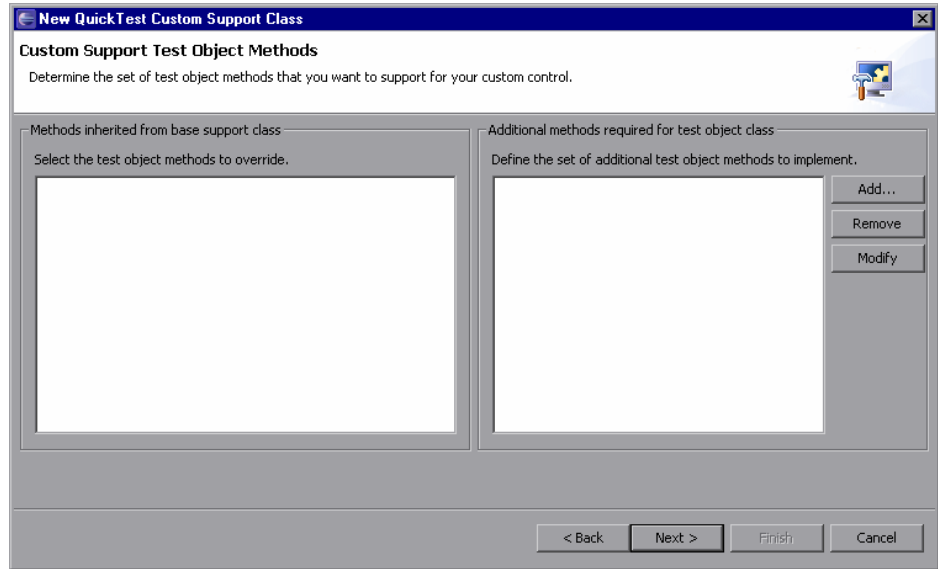 New QuickTest Custom Support Class
Custom Support Test Object Methods
Determine the set of test object methods that you want to support for your custom control.
Methods inherited from base support class
Select the test object methods to override.
Additional methods required for test object class
Define the set of additional test object methods to implement.
Add...
Remove
Modify
< Back
Next >
Finish
Cancel